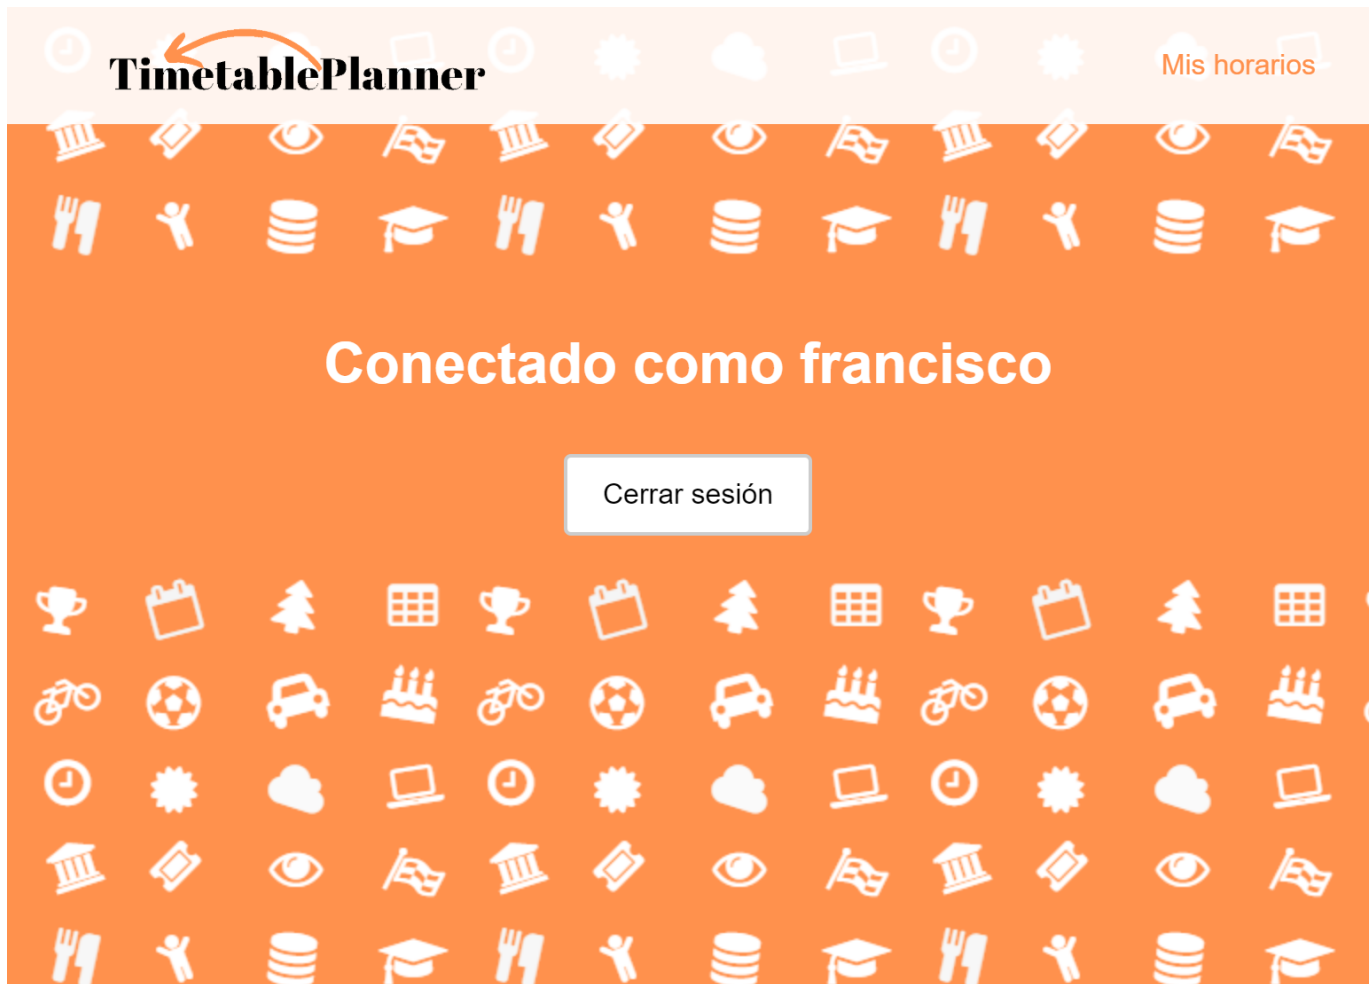 TimetablePlanner
Mis horarios
Conectado como francisco
Cerrar sesión